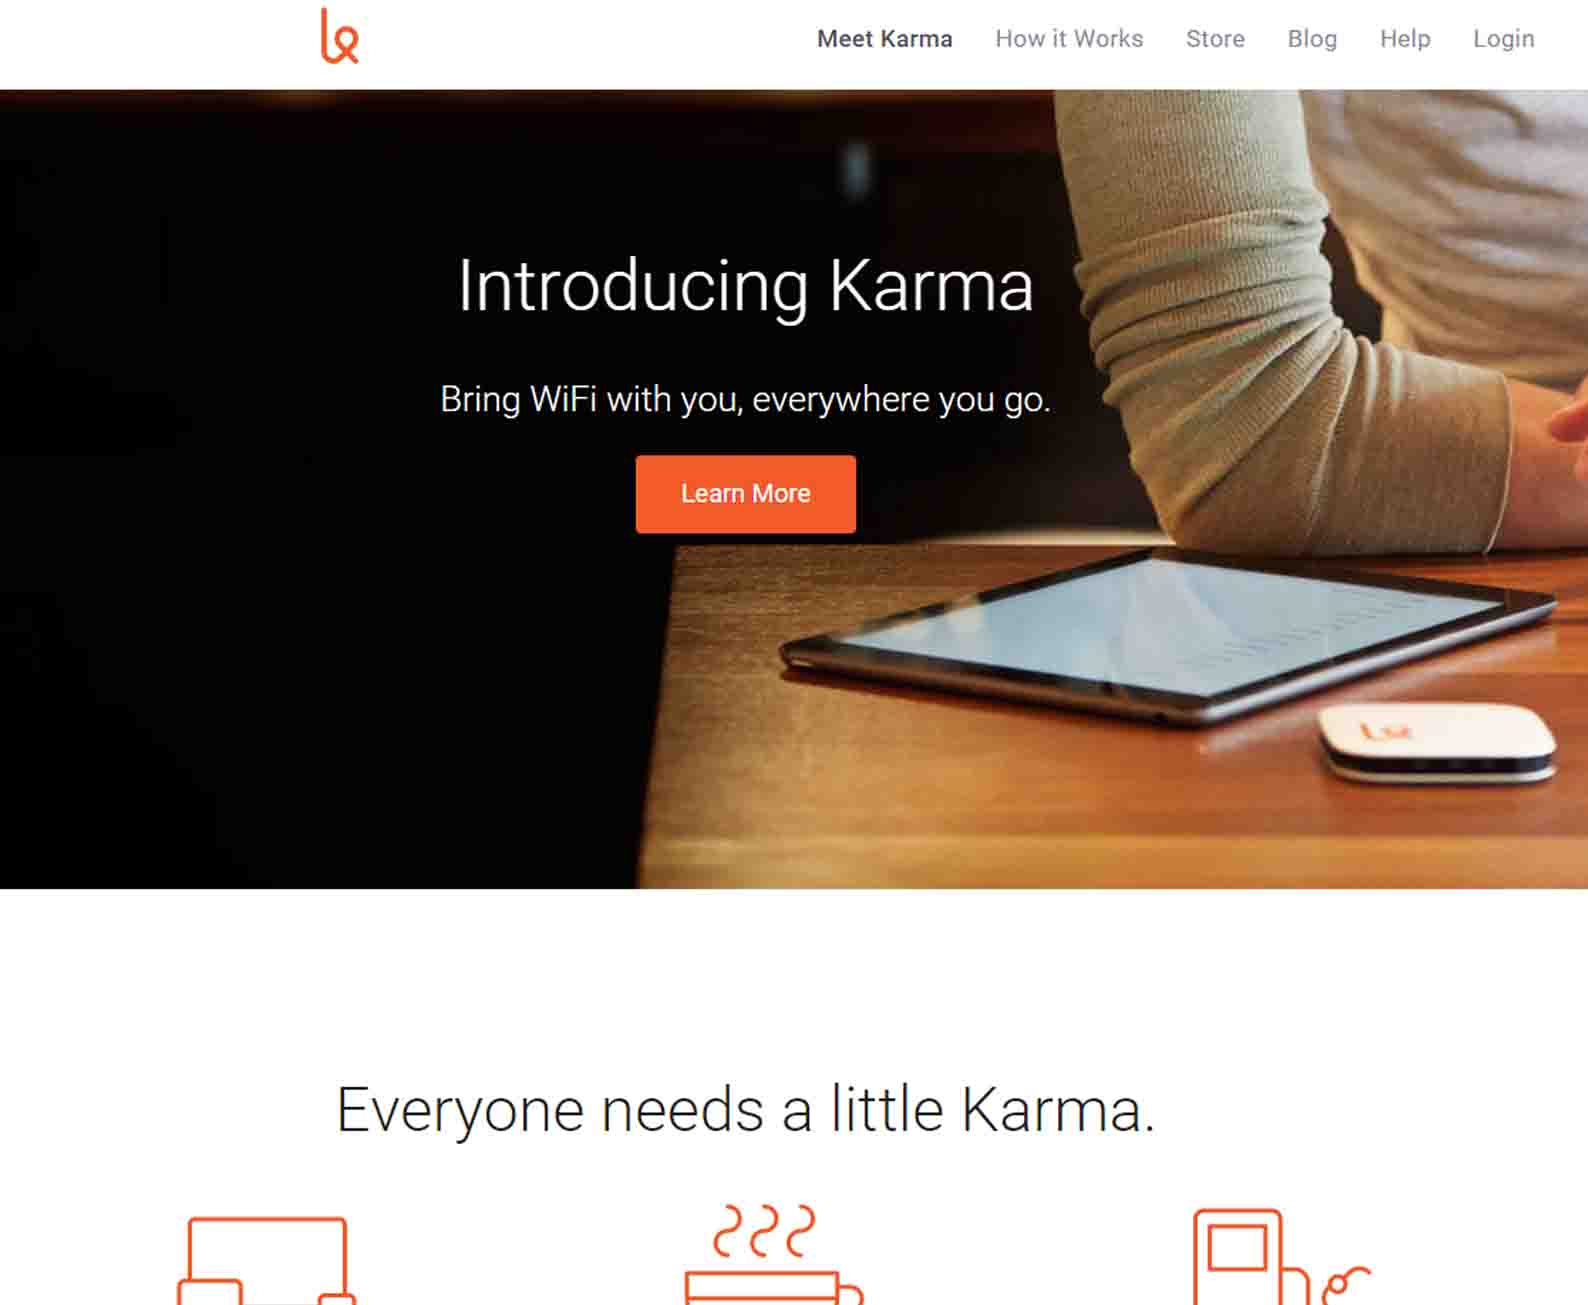 Meet Karma How it Works Store Blog Help Login
Introducing Karma
Bring WiFi with you, everywhere you go.
Learn More
Everyone needs a little Karma.